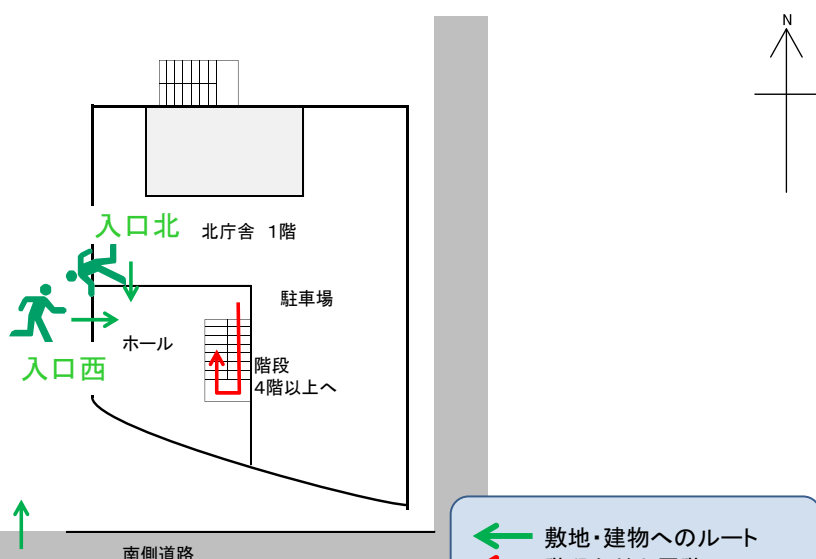 N
入口北
北庁舎 1階
駐車場
ホール
入口西
階段
4階以上へ
敷地・建物へのルート
南側道路